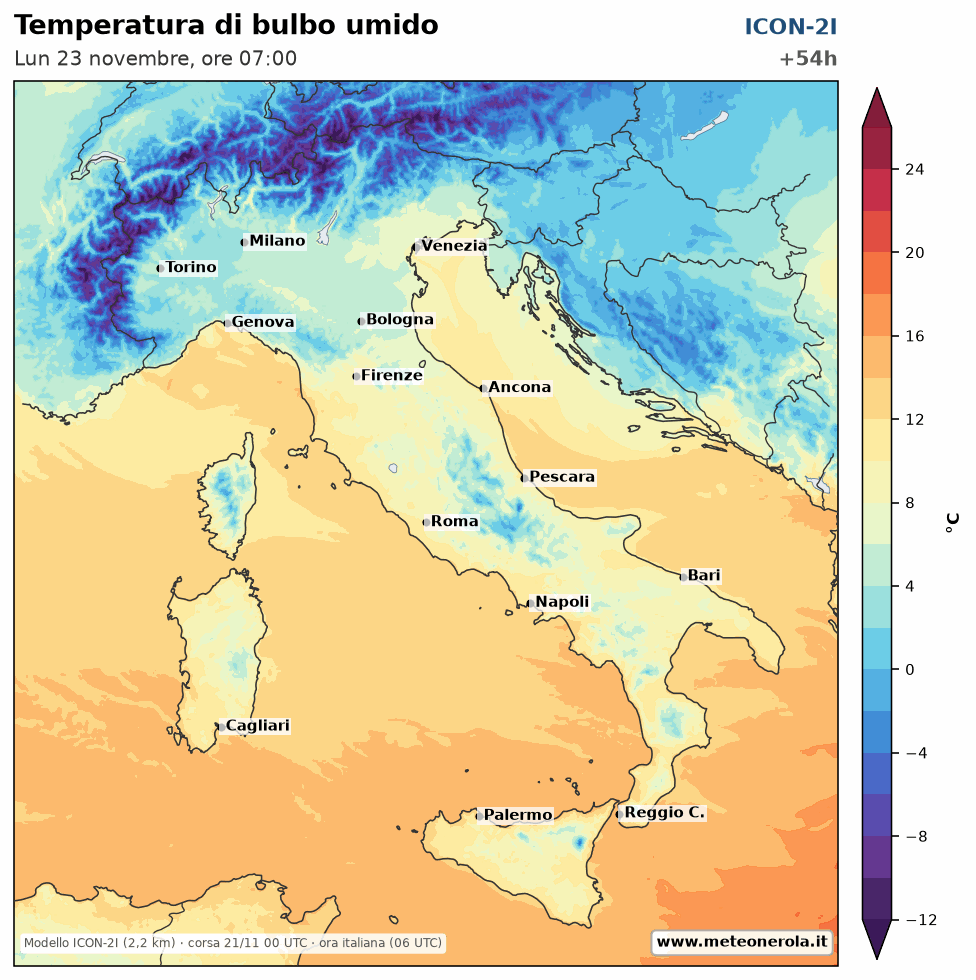 Temperatura di bulbo umido
ICON-2I
Lun 23 novembre, ore 07:00
+54h
Milano
Venezia
Torino
Genova
Bologna
Firenze
Ancona
Pescara
Roma
Bari
Napoli
Cagliari
Palermo
Reggio C.
24
20
16
12
8
4
0
−4
−8
−12
°C
Modello ICON-2I (2,2 km) · corsa 21/11 00 UTC · ora italiana (06 UTC)
www.meteonerola.it